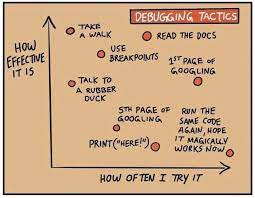 DEBUGGING TACTICS
HOW
EFFECTIVE
IT IS
TAKE
A WALK
READ THE DOCS
USE
BREAKPOINTS
1ST PAGE OF
GOOGLING
TALK TO
A RUBBER
DUCK
5TH PAGE OF
GOOGLING
RUN THE
SAME CODE
AGAIN, HOPE
IT MAGICALLY
WORKS NOW
PRINT("HERE!")
HOW OFTEN I TRY IT